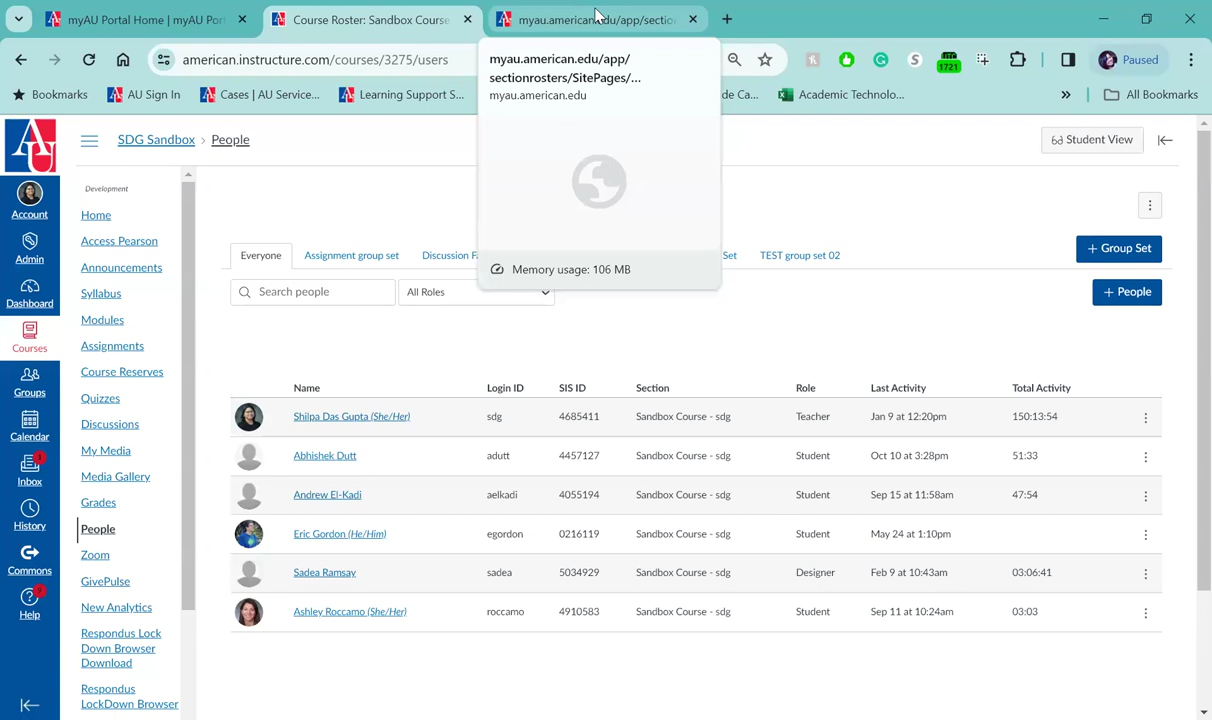 myAU Portal Home | myAU Port
Course Roster: Sandbox Course
myau.american.edu/app/section
american.instructure.com/courses/3275/users
1721
Paused
Bookmarks
AU Sign In
Cases | AU Service...
Learning Support S...
de Ca...
Academic Technolo...
»
All Bookmarks
myau.american.edu/app/
sectionrosters/SitePages/...
myau.american.edu
Memory usage: 106 MB
SDG Sandbox › People
Student View
Account
Admin
Dashboard
Courses
Groups
Calendar
Inbox
History
Commons
Help
Development
Home
Access Pearson
Announcements
Syllabus
Modules
Assignments
Course Reserves
Quizzes
Discussions
My Media
Media Gallery
Grades
People
Zoom
GivePulse
New Analytics
Respondus Lock
Down Browser
Download
Respondus
LockDown Browser
+ Group Set
Everyone
Assignment group set
Discussion Fa
Set
TEST group set 02
Search people
All Roles
+ People
Name Login ID SIS ID Section Role Last Activity Total Activity
Shilpa Das Gupta (She/Her) sdg 4685411 Sandbox Course - sdg Teacher Jan 9 at 12:20pm 150:13:54
Abhishek Dutt adutt 4457127 Sandbox Course - sdg Student Oct 10 at 3:28pm 51:33
Andrew El-Kadi aelkadi 4055194 Sandbox Course - sdg Student Sep 15 at 11:58am 47:54
Eric Gordon (He/Him) egordon 0216119 Sandbox Course - sdg Student May 24 at 1:10pm
Sadea Ramsay sadea 5034929 Sandbox Course - sdg Designer Feb 9 at 10:43am 03:06:41
Ashley Roccamo (She/Her) roccamo 4910583 Sandbox Course - sdg Student Sep 11 at 10:24am 03:03